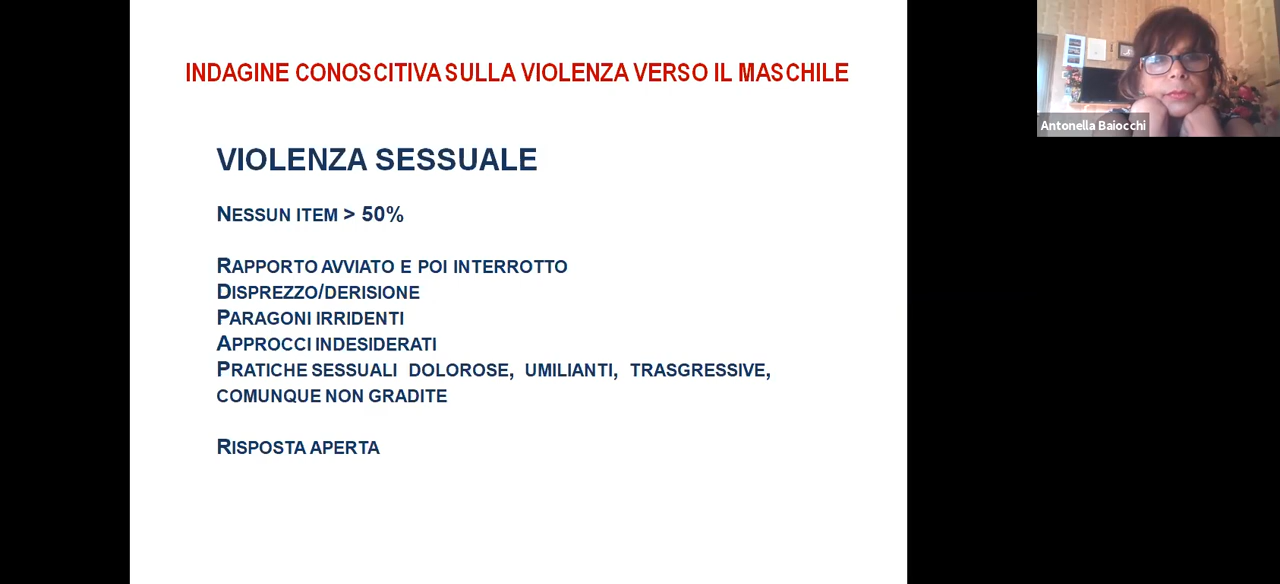 INDAGINE CONOSCITIVA SULLA VIOLENZA VERSO IL MASCHILE
VIOLENZA SESSUALE
NESSUN ITEM > 50%
RAPPORTO AVVIATO E POI INTERROTTO
DISPREZZO/DERISIONE
PARAGONI IRRIDENTI
APPROCCI INDESIDERATI
PRATICHE SESSUALI DOLOROSE, UMILIANTI, TRASGRESSIVE,
COMUNQUE NON GRADITE
RISPOSTA APERTA
Antonella Baiocchi